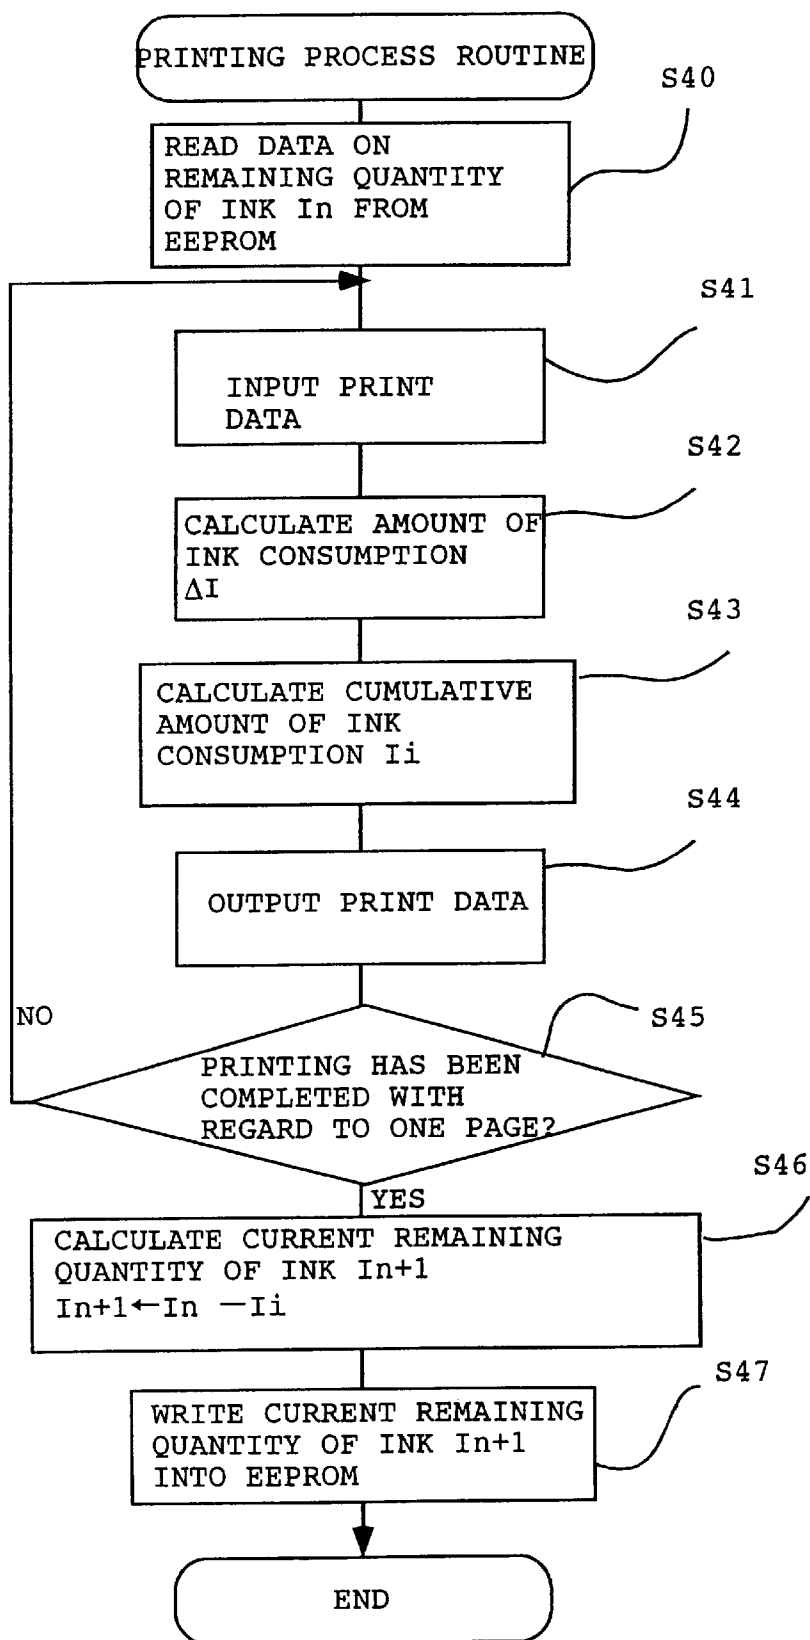 PRINTING PROCESS ROUTINE
S40
READ DATA ON
REMAINING QUANTITY
OF INK In FROM
EEPROM
S41
INPUT PRINT
DATA
S42
CALCULATE AMOUNT OF
INK CONSUMPTION
ΔI
S43
CALCULATE CUMULATIVE
AMOUNT OF INK
CONSUMPTION Ii
S44
OUTPUT PRINT DATA
NO
S45
PRINTING HAS BEEN
COMPLETED WITH
REGARD TO ONE PAGE?
S46
YES
CALCULATE CURRENT REMAINING
QUANTITY OF INK In+1
In+1←In —Ii
S47
WRITE CURRENT REMAINING
QUANTITY OF INK In+1
INTO EEPROM
END